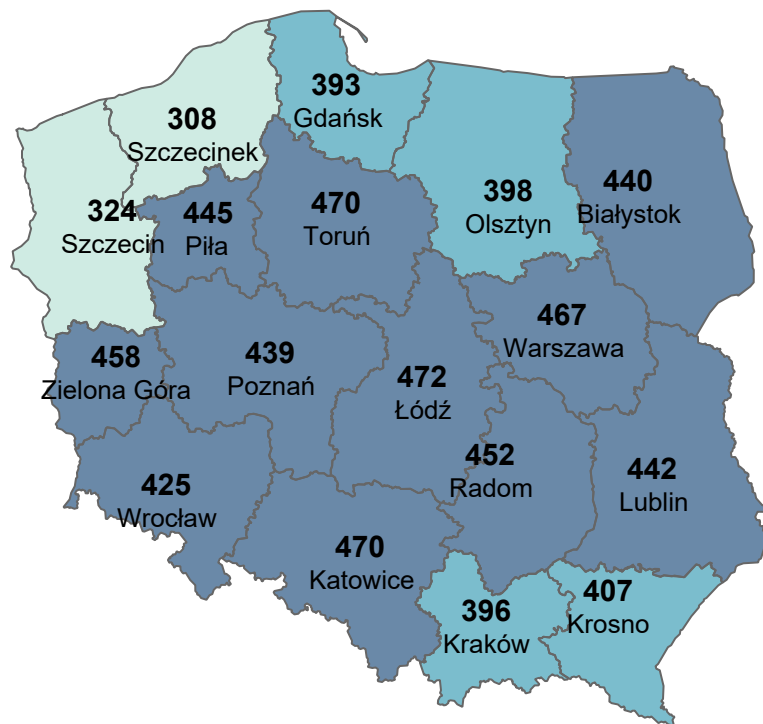 393
Gdańsk
308
Szczecinek
398
Olsztyn
440
Białystok
324
Szczecin
445
Piła
470
Toruń
467
Warszawa
458
Zielona Góra
439
Poznań
472
Łódź
452
Radom
442
Lublin
425
Wrocław
470
Katowice
396
Kraków
407
Krosno